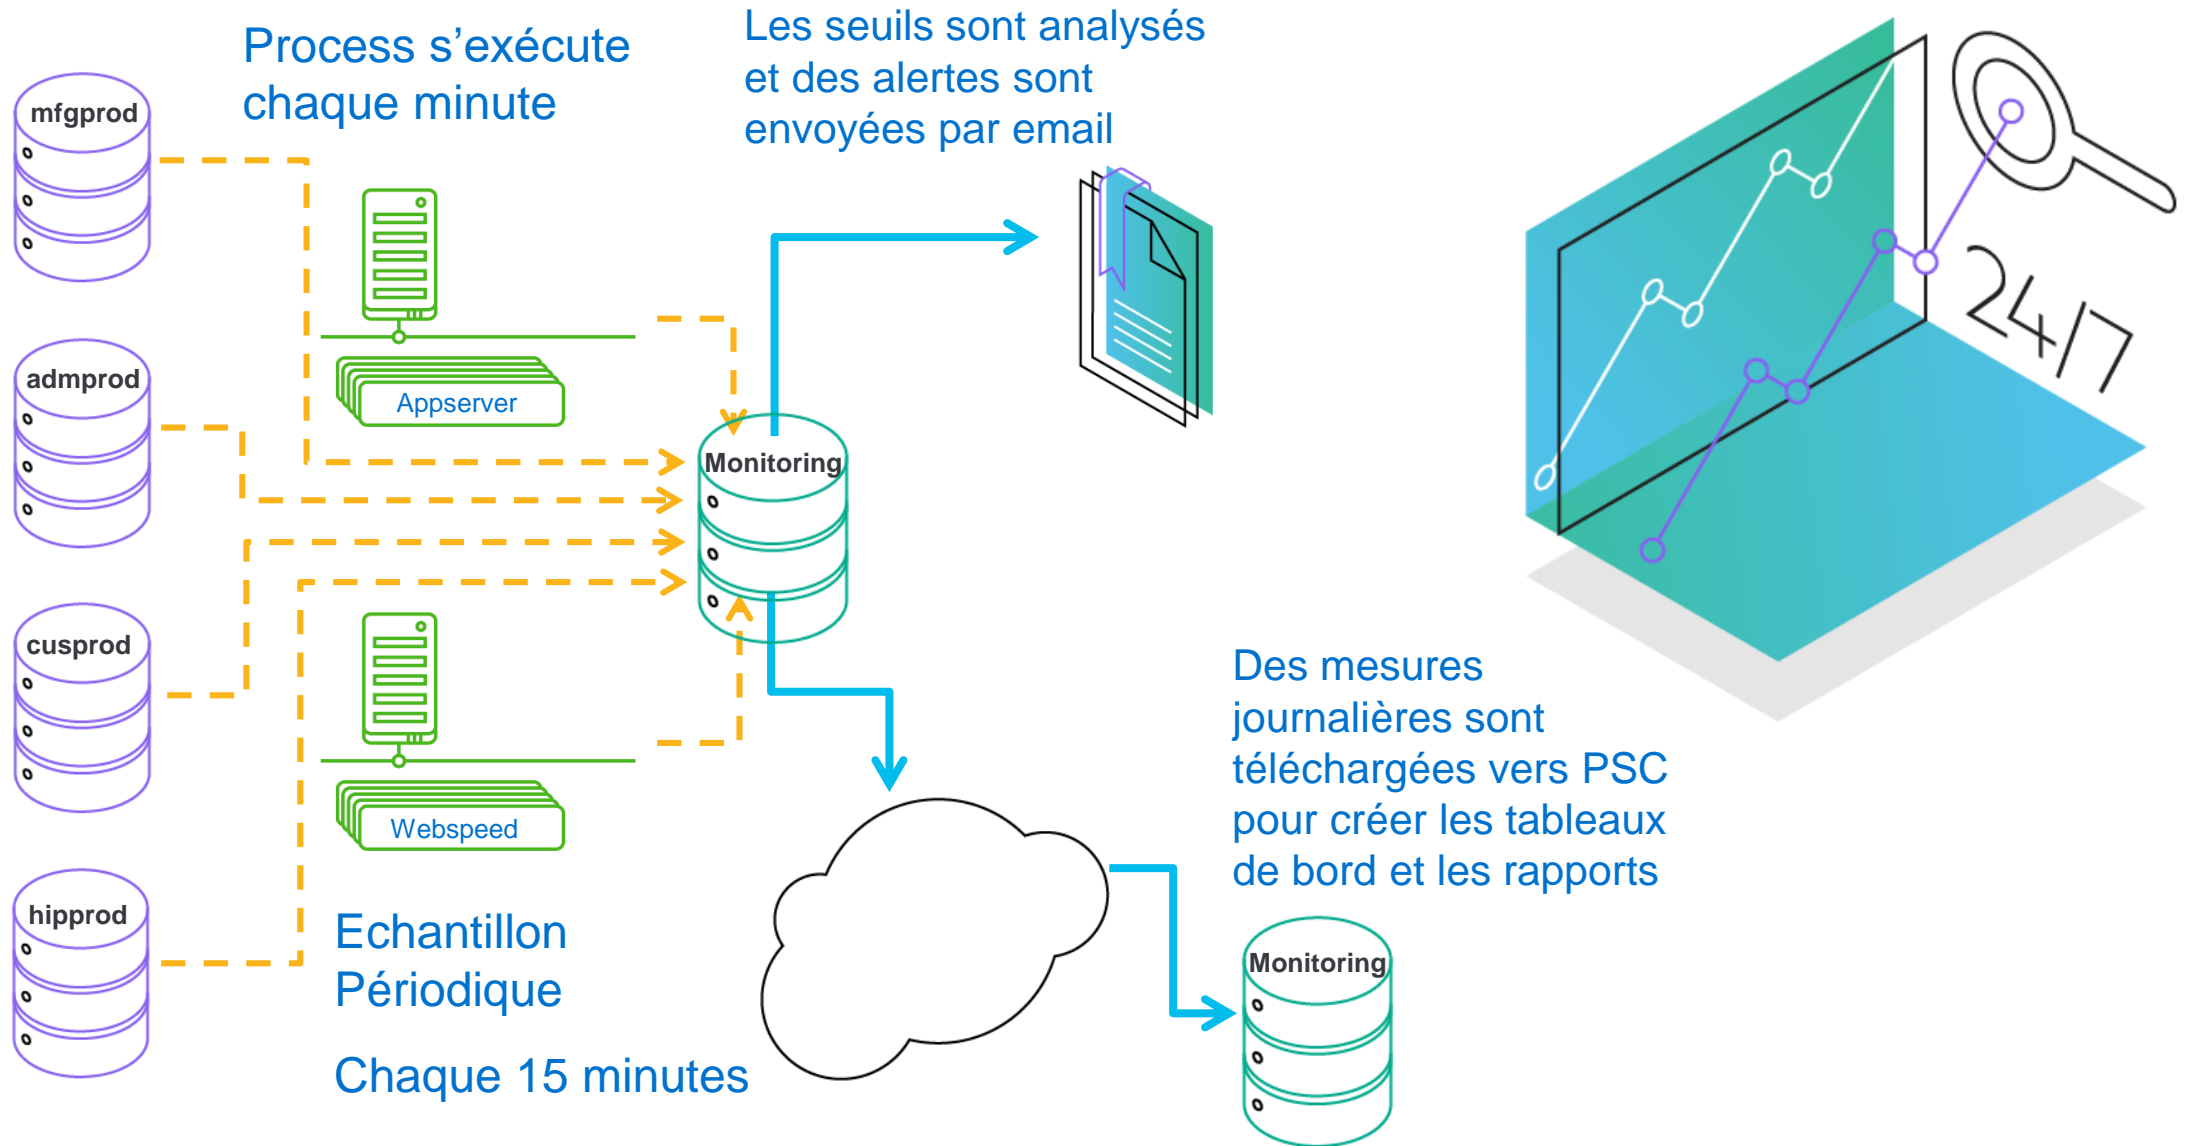 Process s’exécute
chaque minute
Les seuils sont analysés
et des alertes sont
envoyées par email
mfgprod
admprod
cusprod
hipprod
Appserver
Webspeed
Monitoring
24/7
Echantillon
Périodique
Chaque 15 minutes
Des mesures
journalières sont
téléchargées vers PSC
pour créer les tableaux
de bord et les rapports
Monitoring